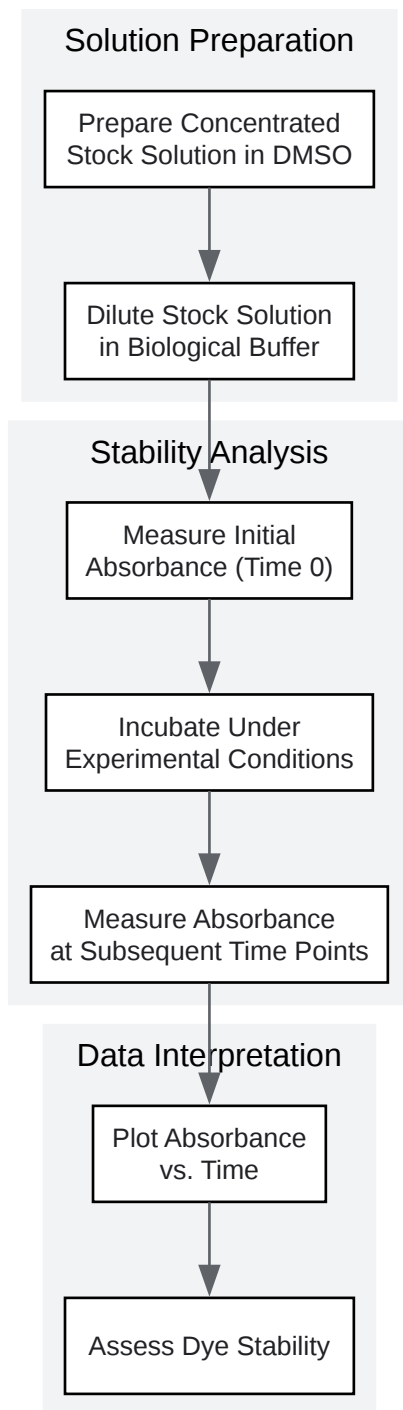 Solution Preparation
Prepare Concentrated
Stock Solution in DMSO
Dilute Stock Solution
in Biological Buffer
Stability Analysis
Measure Initial
Absorbance (Time 0)
Incubate Under
Experimental Conditions
Measure Absorbance
at Subsequent Time Points
Data Interpretation
Plot Absorbance
vs. Time
Assess Dye Stability